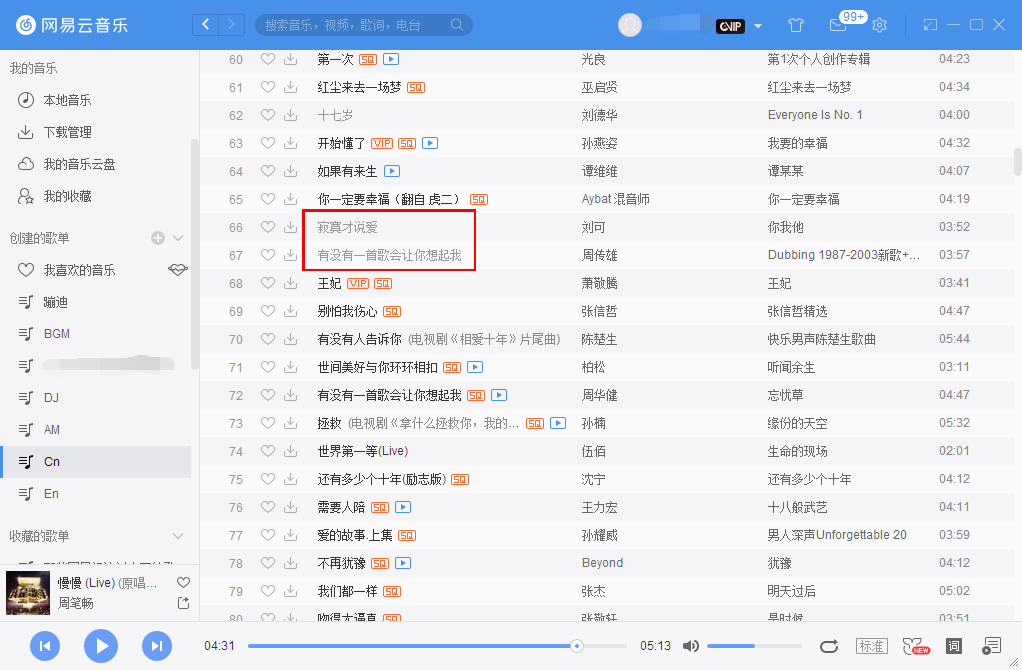 网易云音乐
搜索音乐，视频，歌词，电台
VIP
99+
我的音乐
本地音乐
下载管理
我的音乐云盘
我的收藏
创建的歌单
我喜欢的音乐
蹦迪
BGM
DJ
AM
Cn
En
收藏的歌单
慢慢 (Live) (原唱...
周笔畅
60 第一次 SQ 光良 第1次个人创作专辑 04:23
61 红尘来去一场梦 SQ 巫启贤 红尘来去一场梦 04:34
62 十七岁 刘德华 Everyone Is No. 1 04:00
63 开始懂了 VIP SQ 孙燕姿 我要的幸福 04:32
64 如果有来生 谭维维 谭某某 04:07
65 你一定要幸福（翻自 虎二） SQ Aybat 混音师 你一定要幸福 04:19
66 寂寞才说爱 刘可 你我他 03:52
67 有没有一首歌会让你想起我 周传雄 Dubbing 1987-2003新歌+... 03:57
68 王妃 VIP SQ 萧敬腾 王妃 03:41
69 别怕我伤心 SQ 张信哲 张信哲精选 04:47
70 有没有人告诉你 (电视剧《相爱十年》片尾曲) 陈楚生 快乐男声陈楚生歌曲 05:44
71 世间美好与你环环相扣 SQ 柏松 听闻余生 03:11
72 有没有一首歌会让你想起我 SQ 周华健 忘忧草 04:47
73 拯救 (电视剧《拿什么拯救你，我的... SQ 孙楠 缘份的天空 05:32
74 世界第一等(Live) 伍佰 生命的现场 02:01
75 还有多少个十年(励志版) SQ 沈宁 还有多少个十年 04:12
76 需要人陪 SQ 王力宏 十八般武艺 04:11
77 爱的故事.上集 SQ 孙耀威 男人深声Unforgettable 20 03:59
78 不再犹豫 SQ Beyond 犹豫 04:12
79 我们都一样 SQ 张杰 明天过后 05:02
80 吻得太逼真 SQ 张敬轩 是时候 03:51
04:31 05:13 标准 NEW 词